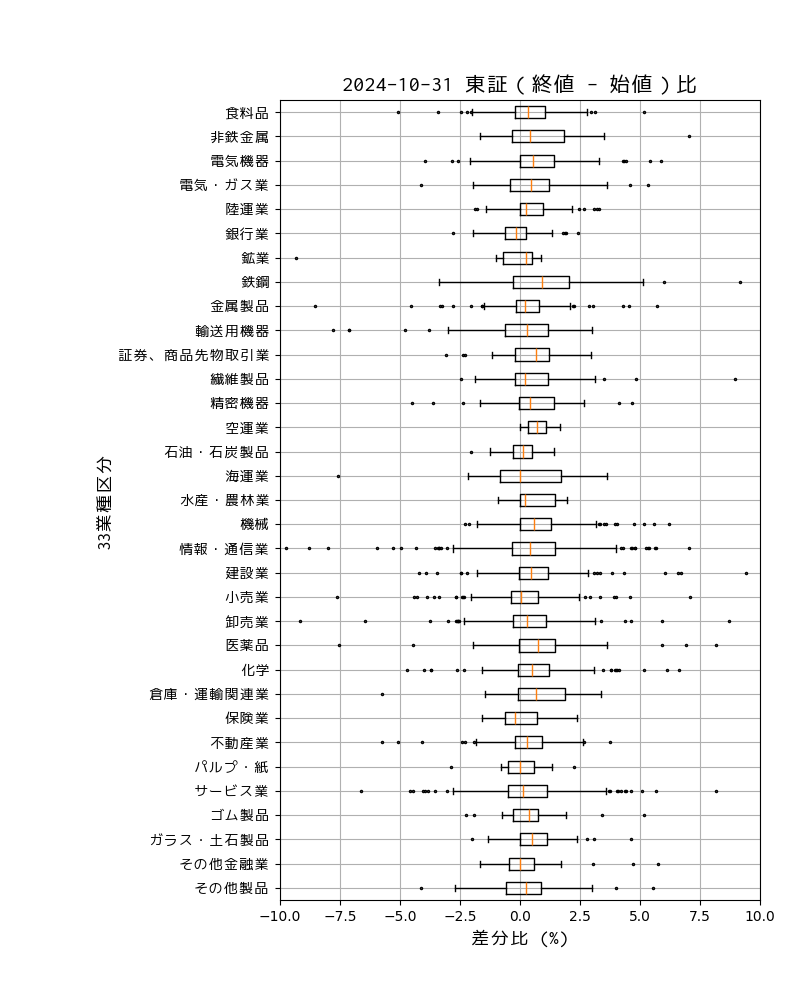 2024-10-31 東証（終値 - 始値）比
食料品
非鉄金属
電気機器
電気・ガス業
陸運業
銀行業
鉱業
鉄鋼
金属製品
輸送用機器
証券、商品先物取引業
繊維製品
精密機器
空運業
石油・石炭製品
海運業
水産・農林業
機械
情報・通信業
建設業
小売業
卸売業
医薬品
化学
倉庫・運輸関連業
保険業
不動産業
パルプ・紙
サービス業
ゴム製品
ガラス・土石製品
その他金融業
その他製品
33業種区分
−10.0 −7.5 −5.0 −2.5 0.0 2.5 5.0 7.5 10.0
差分比 (%)